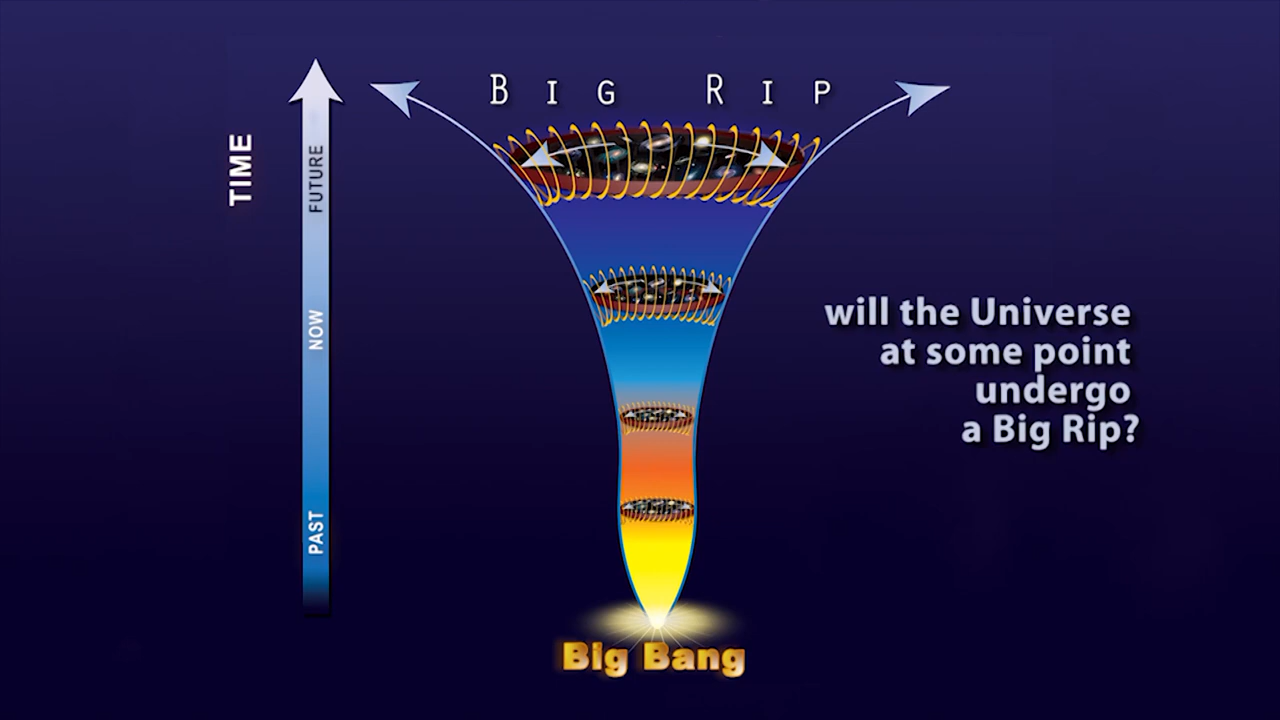 BIG RIP
TIME
FUTURE
NOW
PAST
will the Universe
at some point
undergo
a Big Rip?
Big Bang